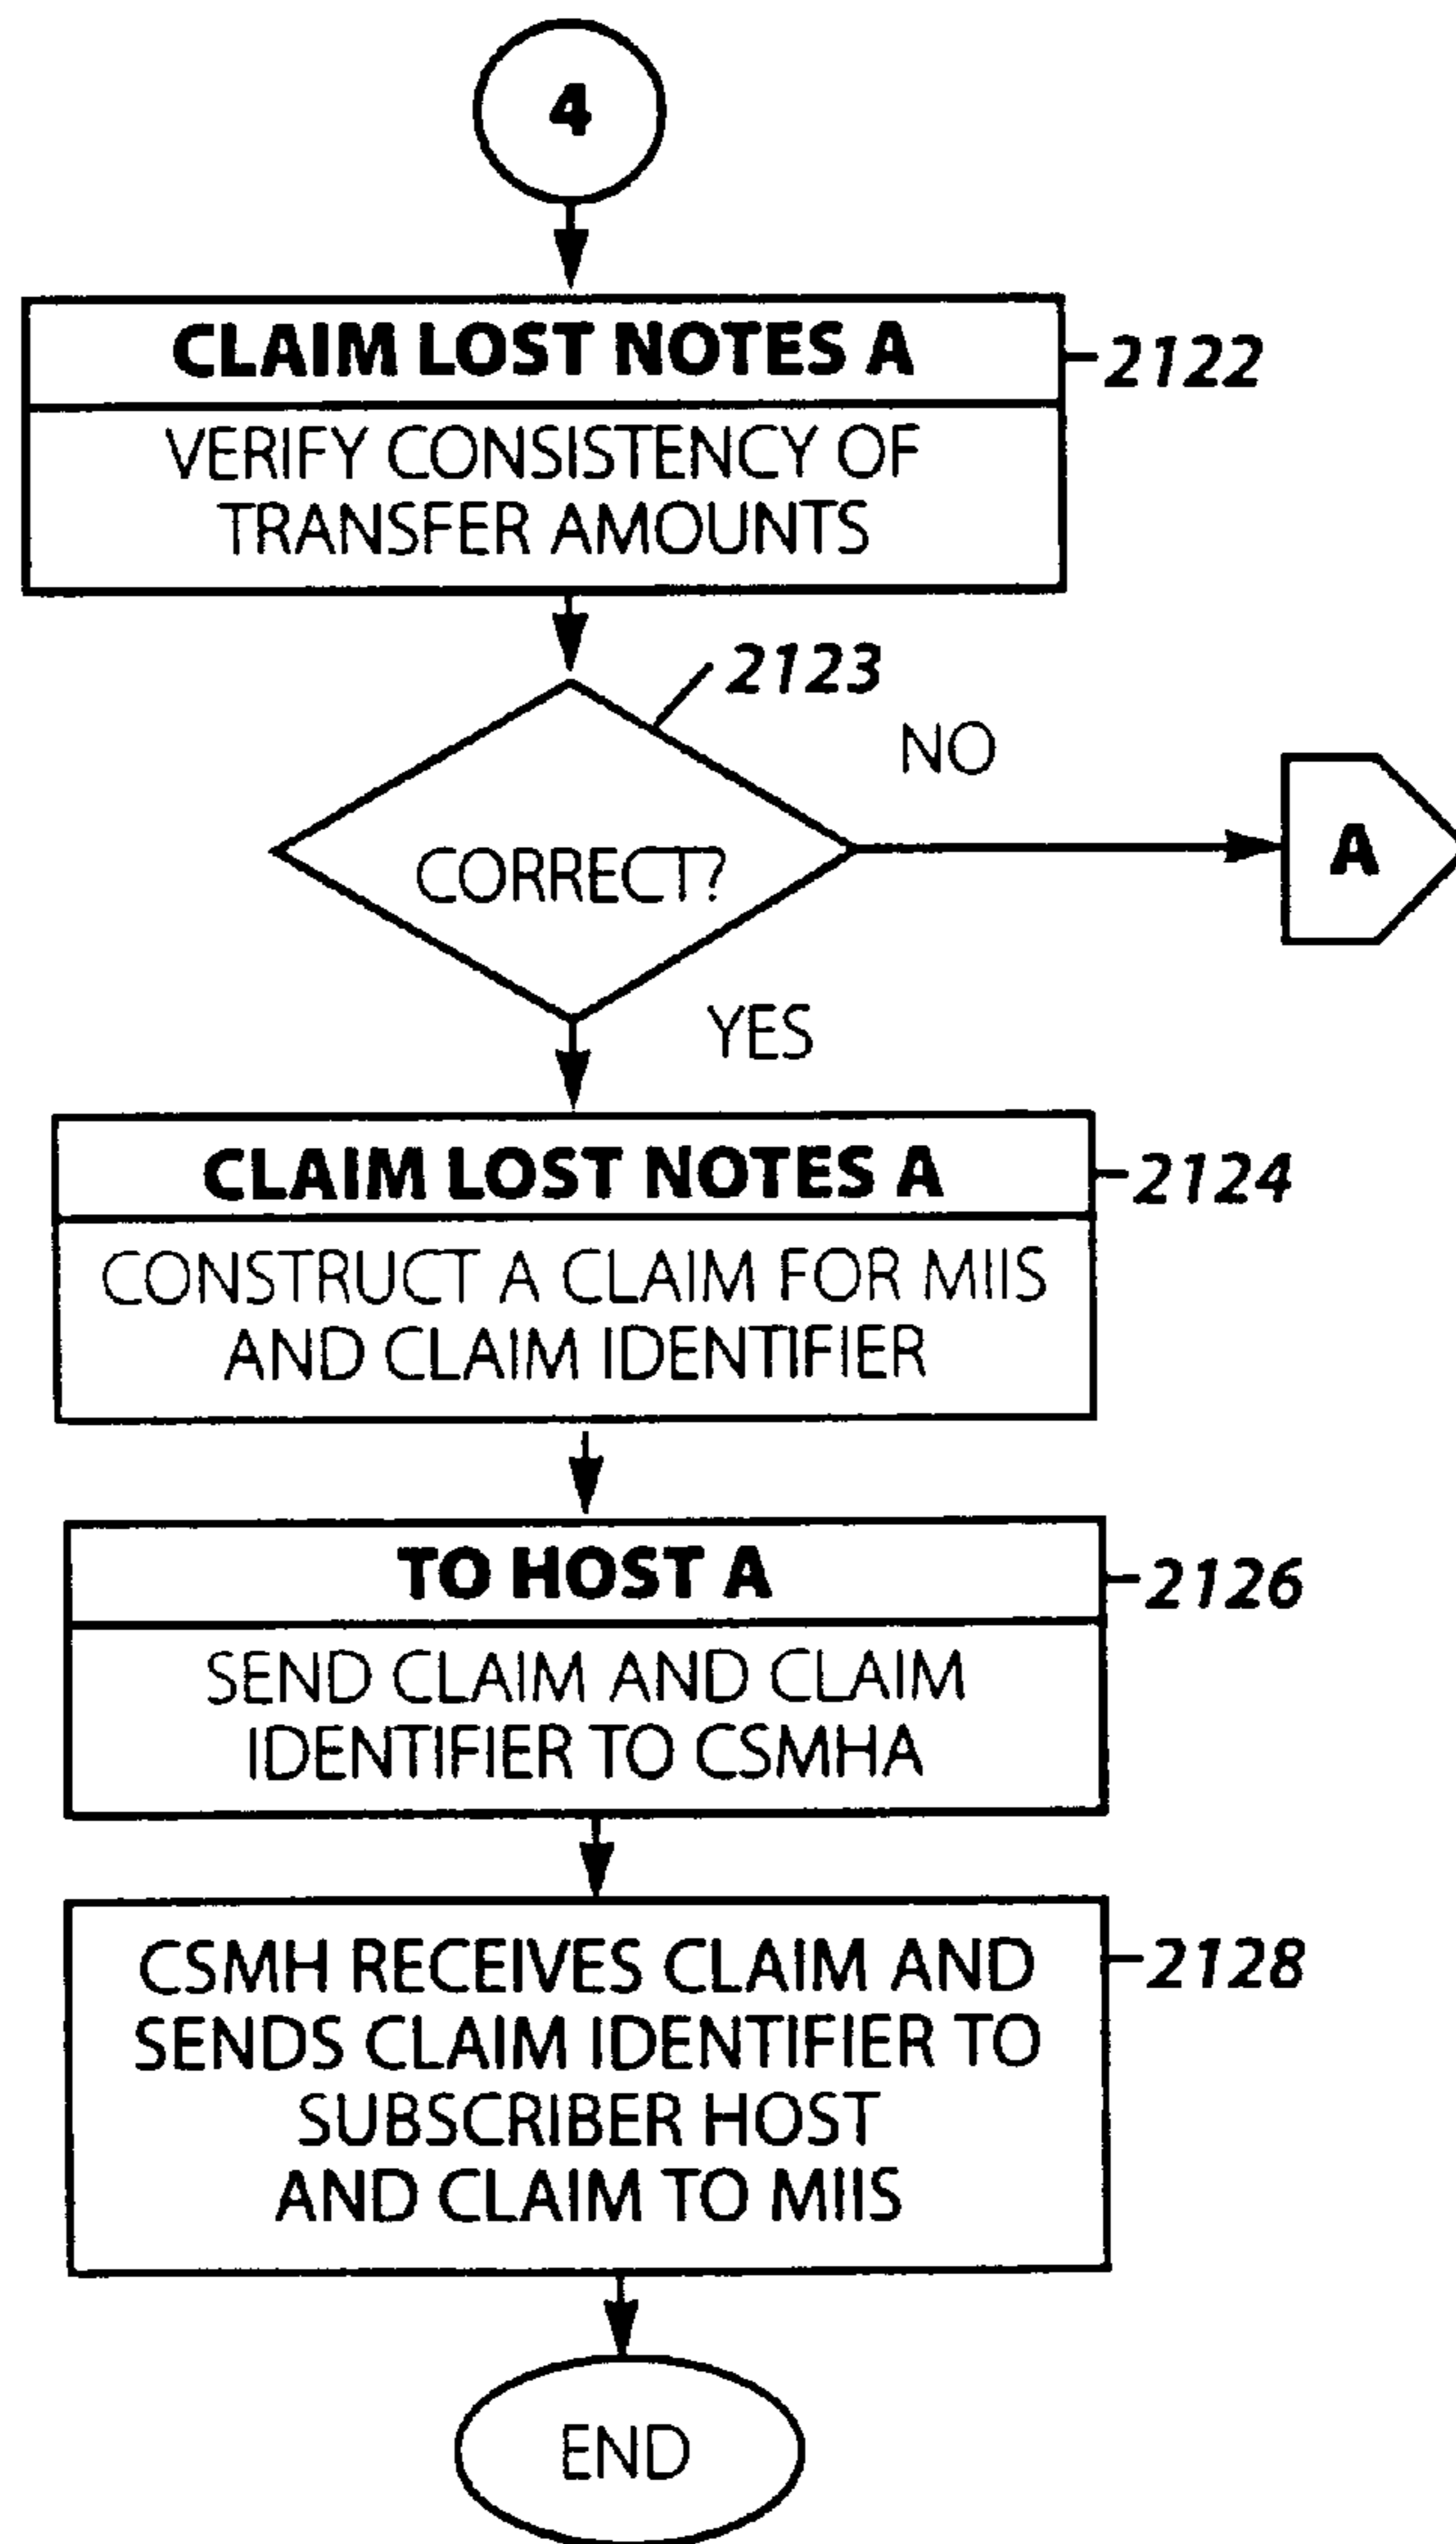 4
CLAIM LOST NOTES A
2122
VERIFY CONSISTENCY OF
TRANSFER AMOUNTS
2123
NO
CORRECT?
A
YES
CLAIM LOST NOTES A
2124
CONSTRUCT A CLAIM FOR MIIS
AND CLAIM IDENTIFIER
TO HOST A
2126
SEND CLAIM AND CLAIM
IDENTIFIER TO CSMHA
CSMH RECEIVES CLAIM AND
2128
SENDS CLAIM IDENTIFIER TO
SUBSCRIBER HOST
AND CLAIM TO MIIS
END